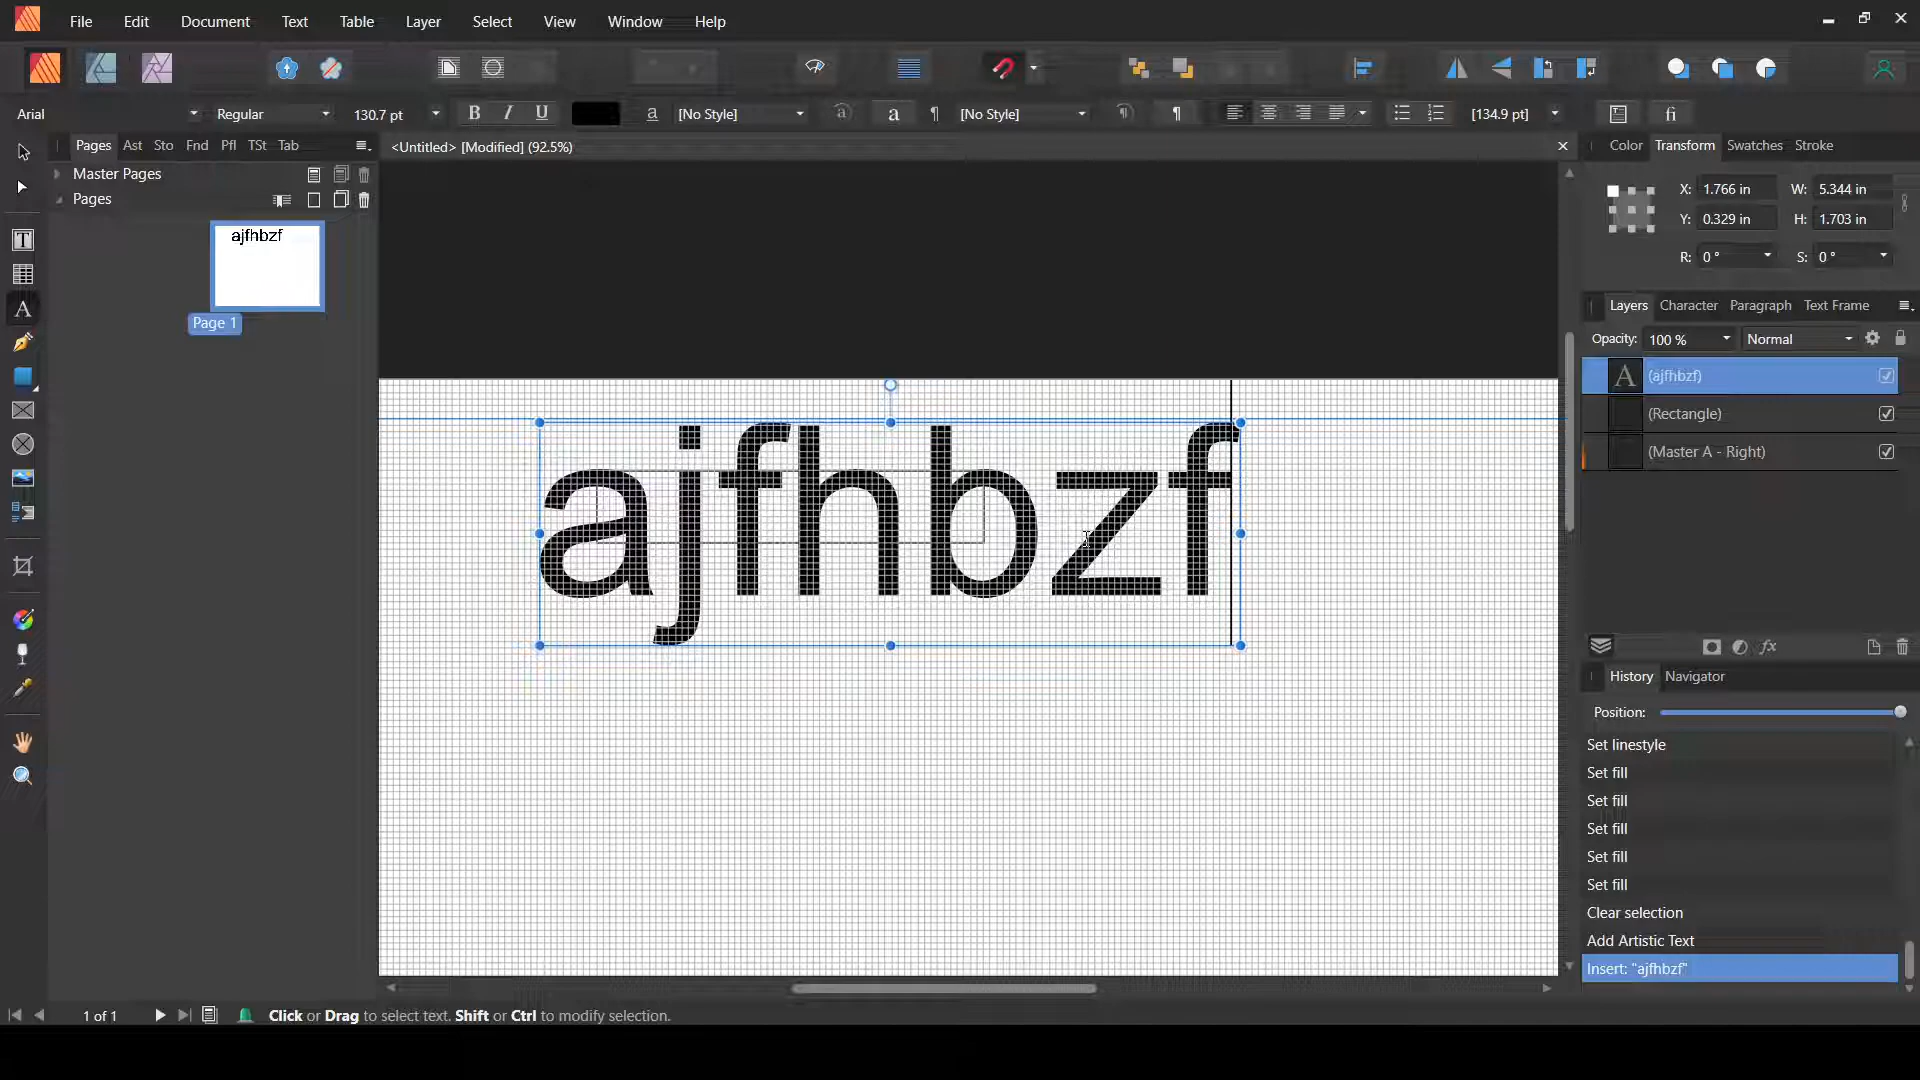 File Edit Document Text Table Layer Select View Window Help
Arial Regular 130.7 pt B I U a [No Style] a a ¶ [No Style] ¶ ¶ [134.9 pt] fi
Pages Ast Sto Fnd Pfl TSt Tab
<Untitled> [Modified] (92.5%)
Color Transform Swatches Stroke
Master Pages
Pages
X: 1.766 in W: 5.344 in
Y: 0.329 in H: 1.703 in
R: 0 ° S: 0 °
ajfhbzf
Page 1
T
A
ajfhbzf
Layers Character Paragraph Text Frame
Opacity: 100 % Normal
A (ajfhbzf)
(Rectangle)
(Master A - Right)
fx
History Navigator
Position:
Set linestyle
Set fill
Set fill
Set fill
Set fill
Set fill
Clear selection
Add Artistic Text
Insert: "ajfhbzf"
1 of 1 Click or Drag to select text. Shift or Ctrl to modify selection.